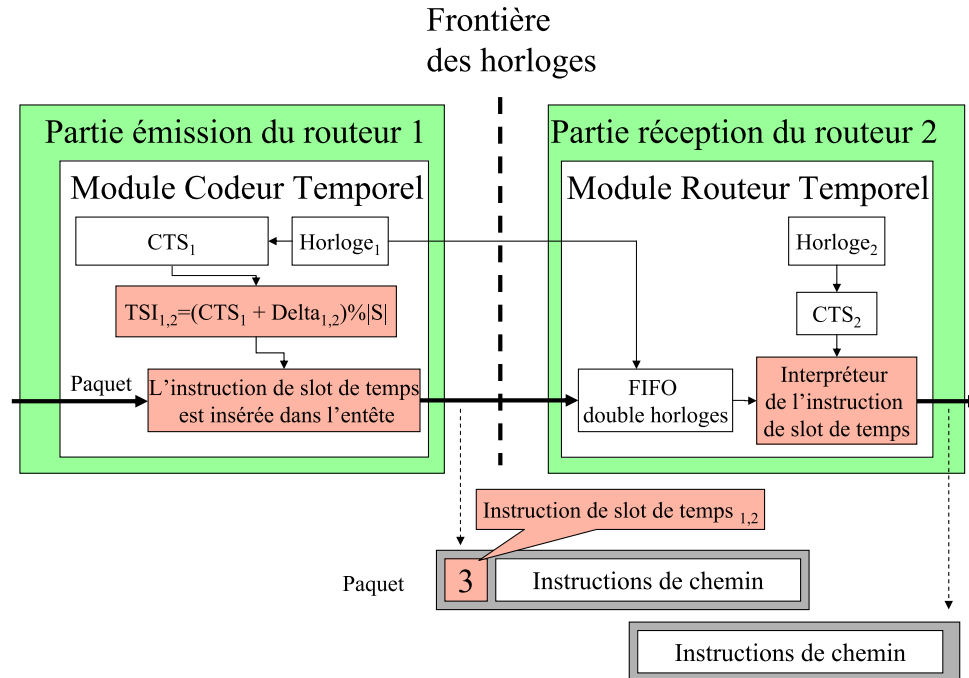 Frontière
des horloges
Partie émission du routeur 1
Partie réception du routeur 2
Module Codeur Temporel
Module Routeur Temporel
CTS1
Horloge1
Horloge2
TSI1,2=(CTS1 + Delta1,2)%|S|
CTS2
Paquet
L’instruction de slot de temps
est insérée dans l’entête
FIFO
double horloges
Interpréteur
de l’instruction
de slot de temps
Instruction de slot de temps 1,2
Paquet
3
Instructions de chemin
Instructions de chemin